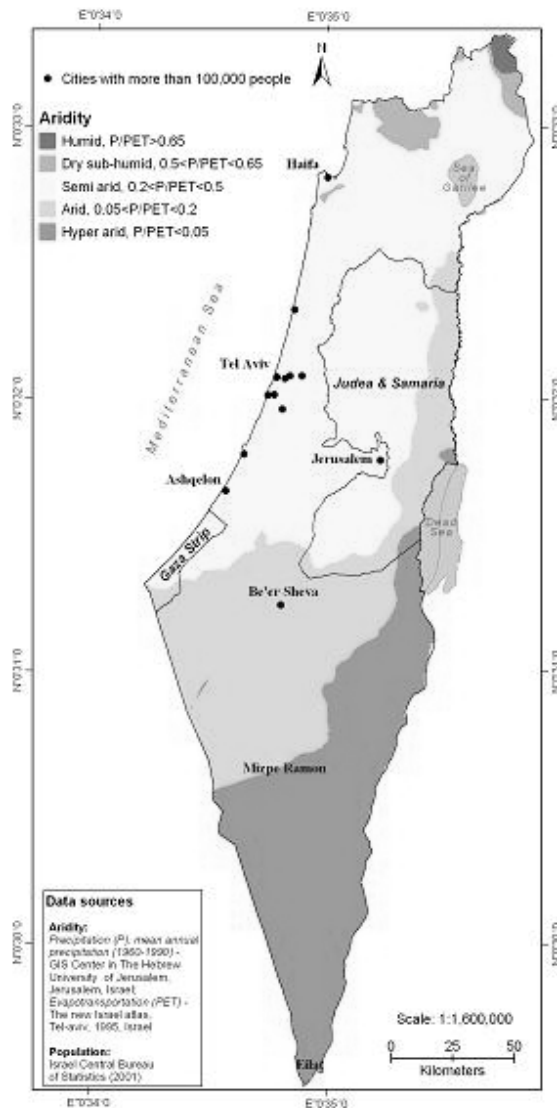 E°0'34'0
E°0'35'0
N
Cities with more than 100,000 people
Aridity
Humid, P/PET>0.65
Dry sub-humid, 0.5<P/PET<0.65
Semi arid, 0.2<P/PET<0.5
Arid, 0.05<P/PET<0.2
Hyper arid, P/PET<0.05
Haifa
Sea of Galilee
Mediterranean Sea
Tel Aviv
Judea & Samaria
Jerusalem
Ashqelon
Dead Sea
Gaza Strip
Be'er Sheva
Mizpe Ramon
Data sources
Aridity:
Precipitation (P), mean annual
precipitation (1960-1990) -
GIS Center in The Hebrew
University of Jerusalem,
Jerusalem, Israel;
Evapotransportation (PET) -
The new Israel atlas,
Tel-aviv, 1995, Israel
Population:
Israel Central Bureau
of Statistics (2001)
Scale: 1:1,600,000
0 25 50
Kilometers
Eilat
E°0'34'0
E°0'35'0